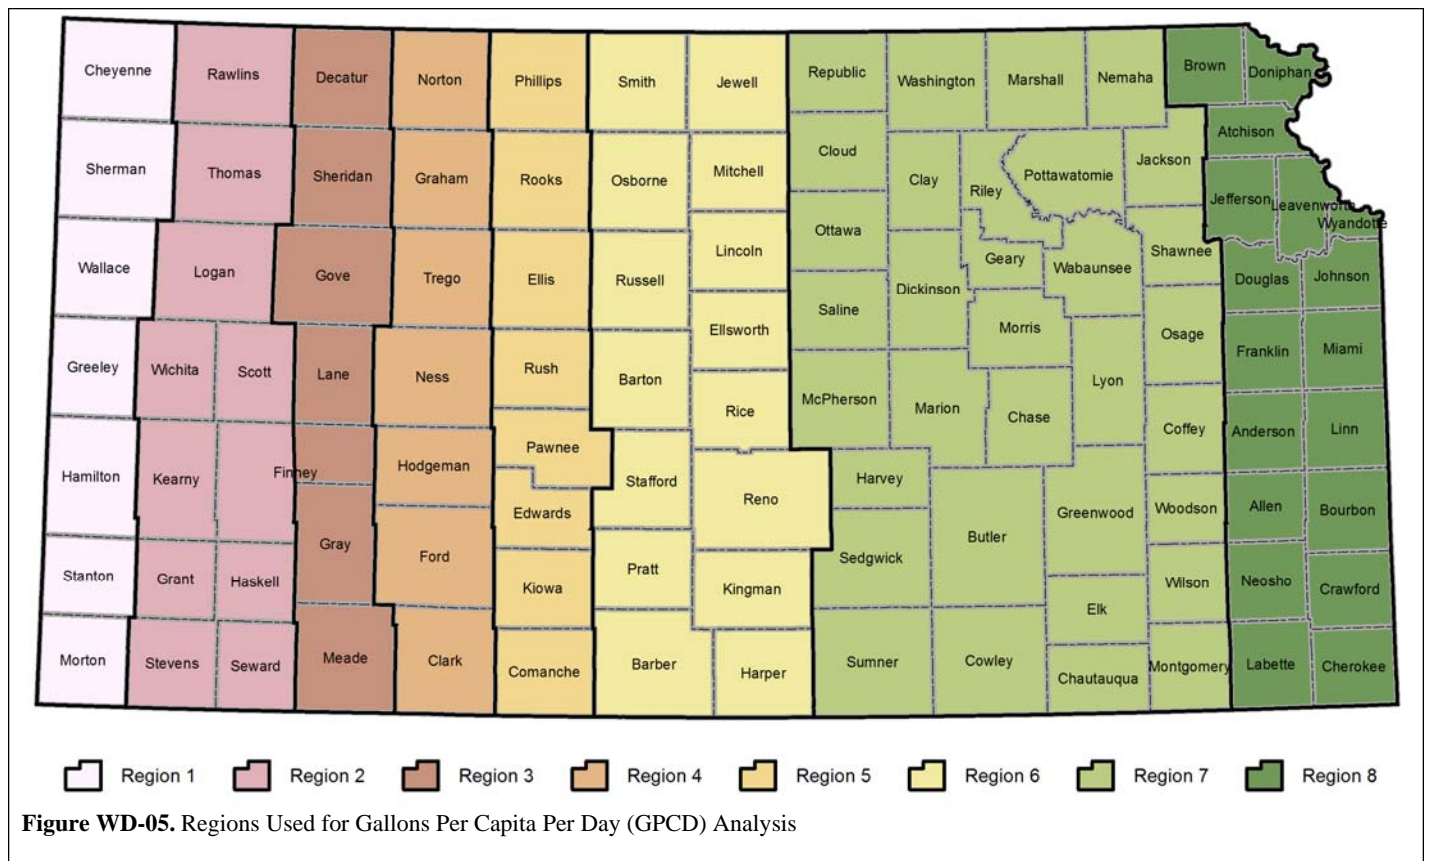 Cheyenne Rawlins Decatur Norton Phillips Smith Jewell Republic Washington Marshall Nemaha Brown Doniphan
Sherman Thomas Sheridan Graham Rooks Osborne Mitchell Cloud Clay Riley Pottawatomie Jackson Atchison
Jefferson Leavenworth Wyandotte
Wallace Logan Gove Trego Ellis Russell Lincoln Ottawa Dickinson Geary Wabaunsee Shawnee Douglas Johnson
Greeley Wichita Scott Lane Ness Rush Barton Ellsworth Saline Morris Osage Franklin Miami
Rice McPherson Marion Chase Lyon Coffey Anderson Linn
Hamilton Kearny Finney Hodgeman Pawnee Stafford Reno Harvey Greenwood Woodson Allen Bourbon
Gray Ford Edwards Sedgwick Butler
Stanton Grant Haskell Kiowa Pratt Kingman Elk Wilson Neosho Crawford
Morton Stevens Seward Meade Clark Comanche Barber Harper Sumner Cowley Chautauqua Montgomery Labette Cherokee
Region 1 Region 2 Region 3 Region 4 Region 5 Region 6 Region 7 Region 8
Figure WD-05. Regions Used for Gallons Per Capita Per Day (GPCD) Analysis